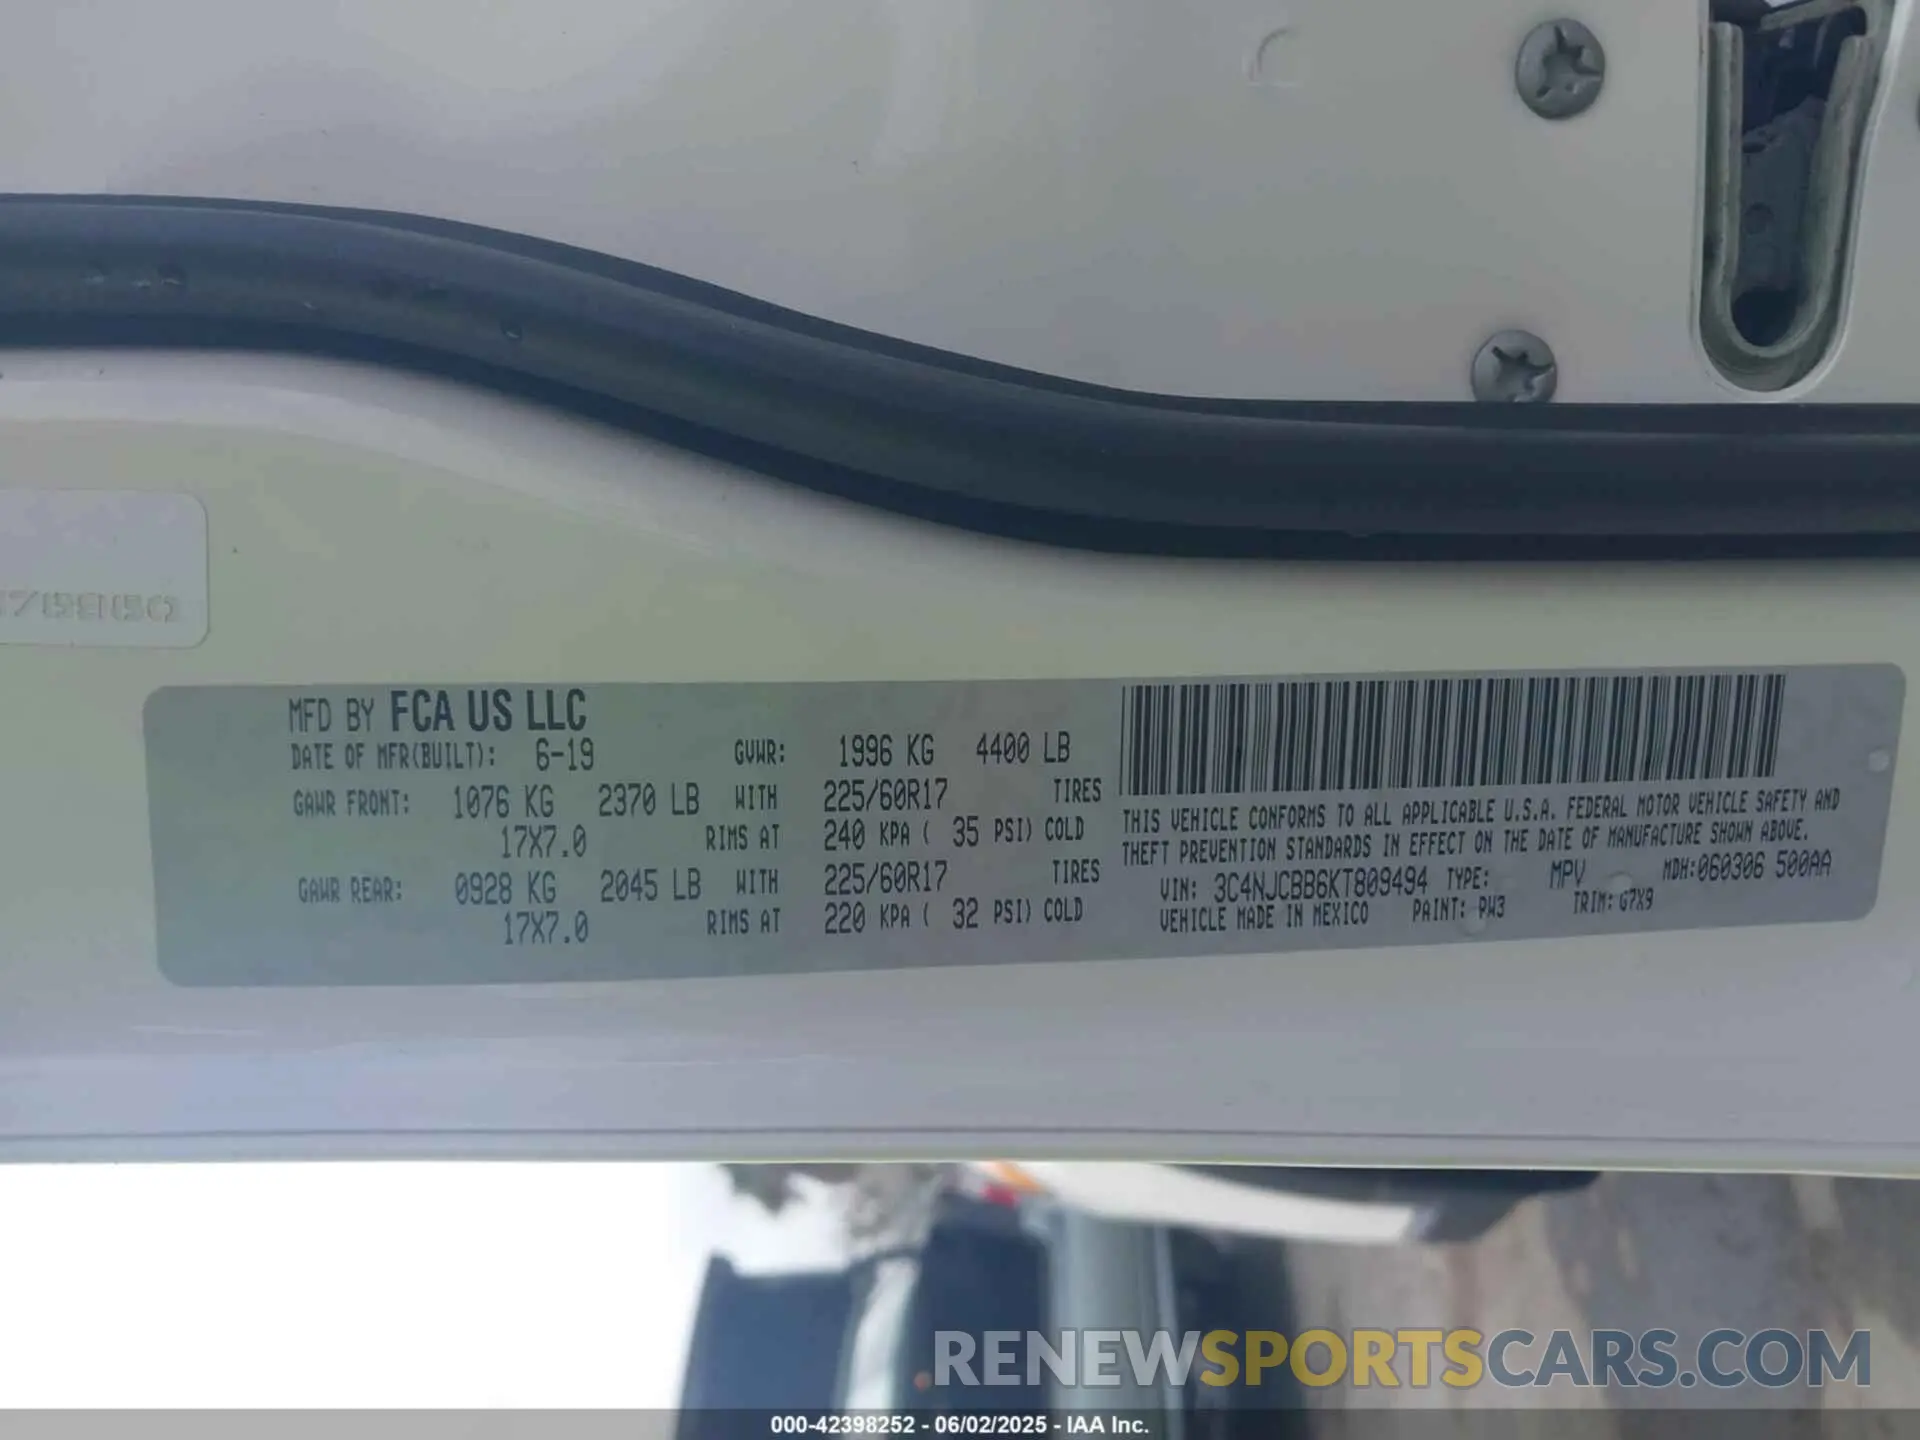 MFD BY FCA US LLC
DATE OF MFR(BUILT): 6-19 GVWR: 1996 KG 4400 LB
GAWR FRONT: 1076 KG 2370 LB WITH 225/60R17 TIRES
17X7.0 RIMS AT 240 KPA ( 35 PSI) COLD
GAWR REAR: 0928 KG 2045 LB WITH 225/60R17 TIRES
17X7.0 RIMS AT 220 KPA ( 32 PSI) COLD
THIS VEHICLE CONFORMS TO ALL APPLICABLE U.S.A. FEDERAL MOTOR VEHICLE SAFETY AND
THEFT PREVENTION STANDARDS IN EFFECT ON THE DATE OF MANUFACTURE SHOWN ABOVE.
VIN: 3C4NJCBB6KT809494 TYPE: MPV MDH:060306 500AA
VEHICLE MADE IN MEXICO PAINT: PW3 TRIM: G7X9
RENEWSPORTSCARS.COM
000-42398252 - 06/02/2025 - IAA Inc.